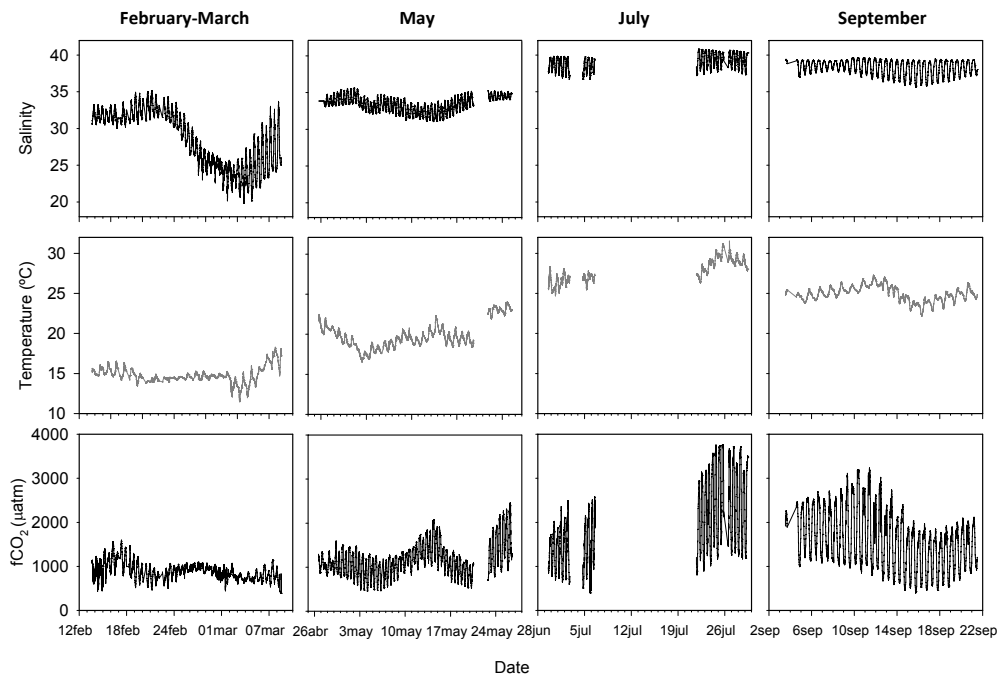 February-March May July September
Salinity
40
35
30
25
20
Temperature (ºC)
30
25
20
15
10
fCO2 (µatm)
4000
3000
2000
1000
0
12feb 18feb 24feb 01mar 07mar 26abr 3may 10may 17may 24may 28jun 5jul 12jul 19jul 26jul 2sep 6sep 10sep 14sep 18sep 22sep
Date